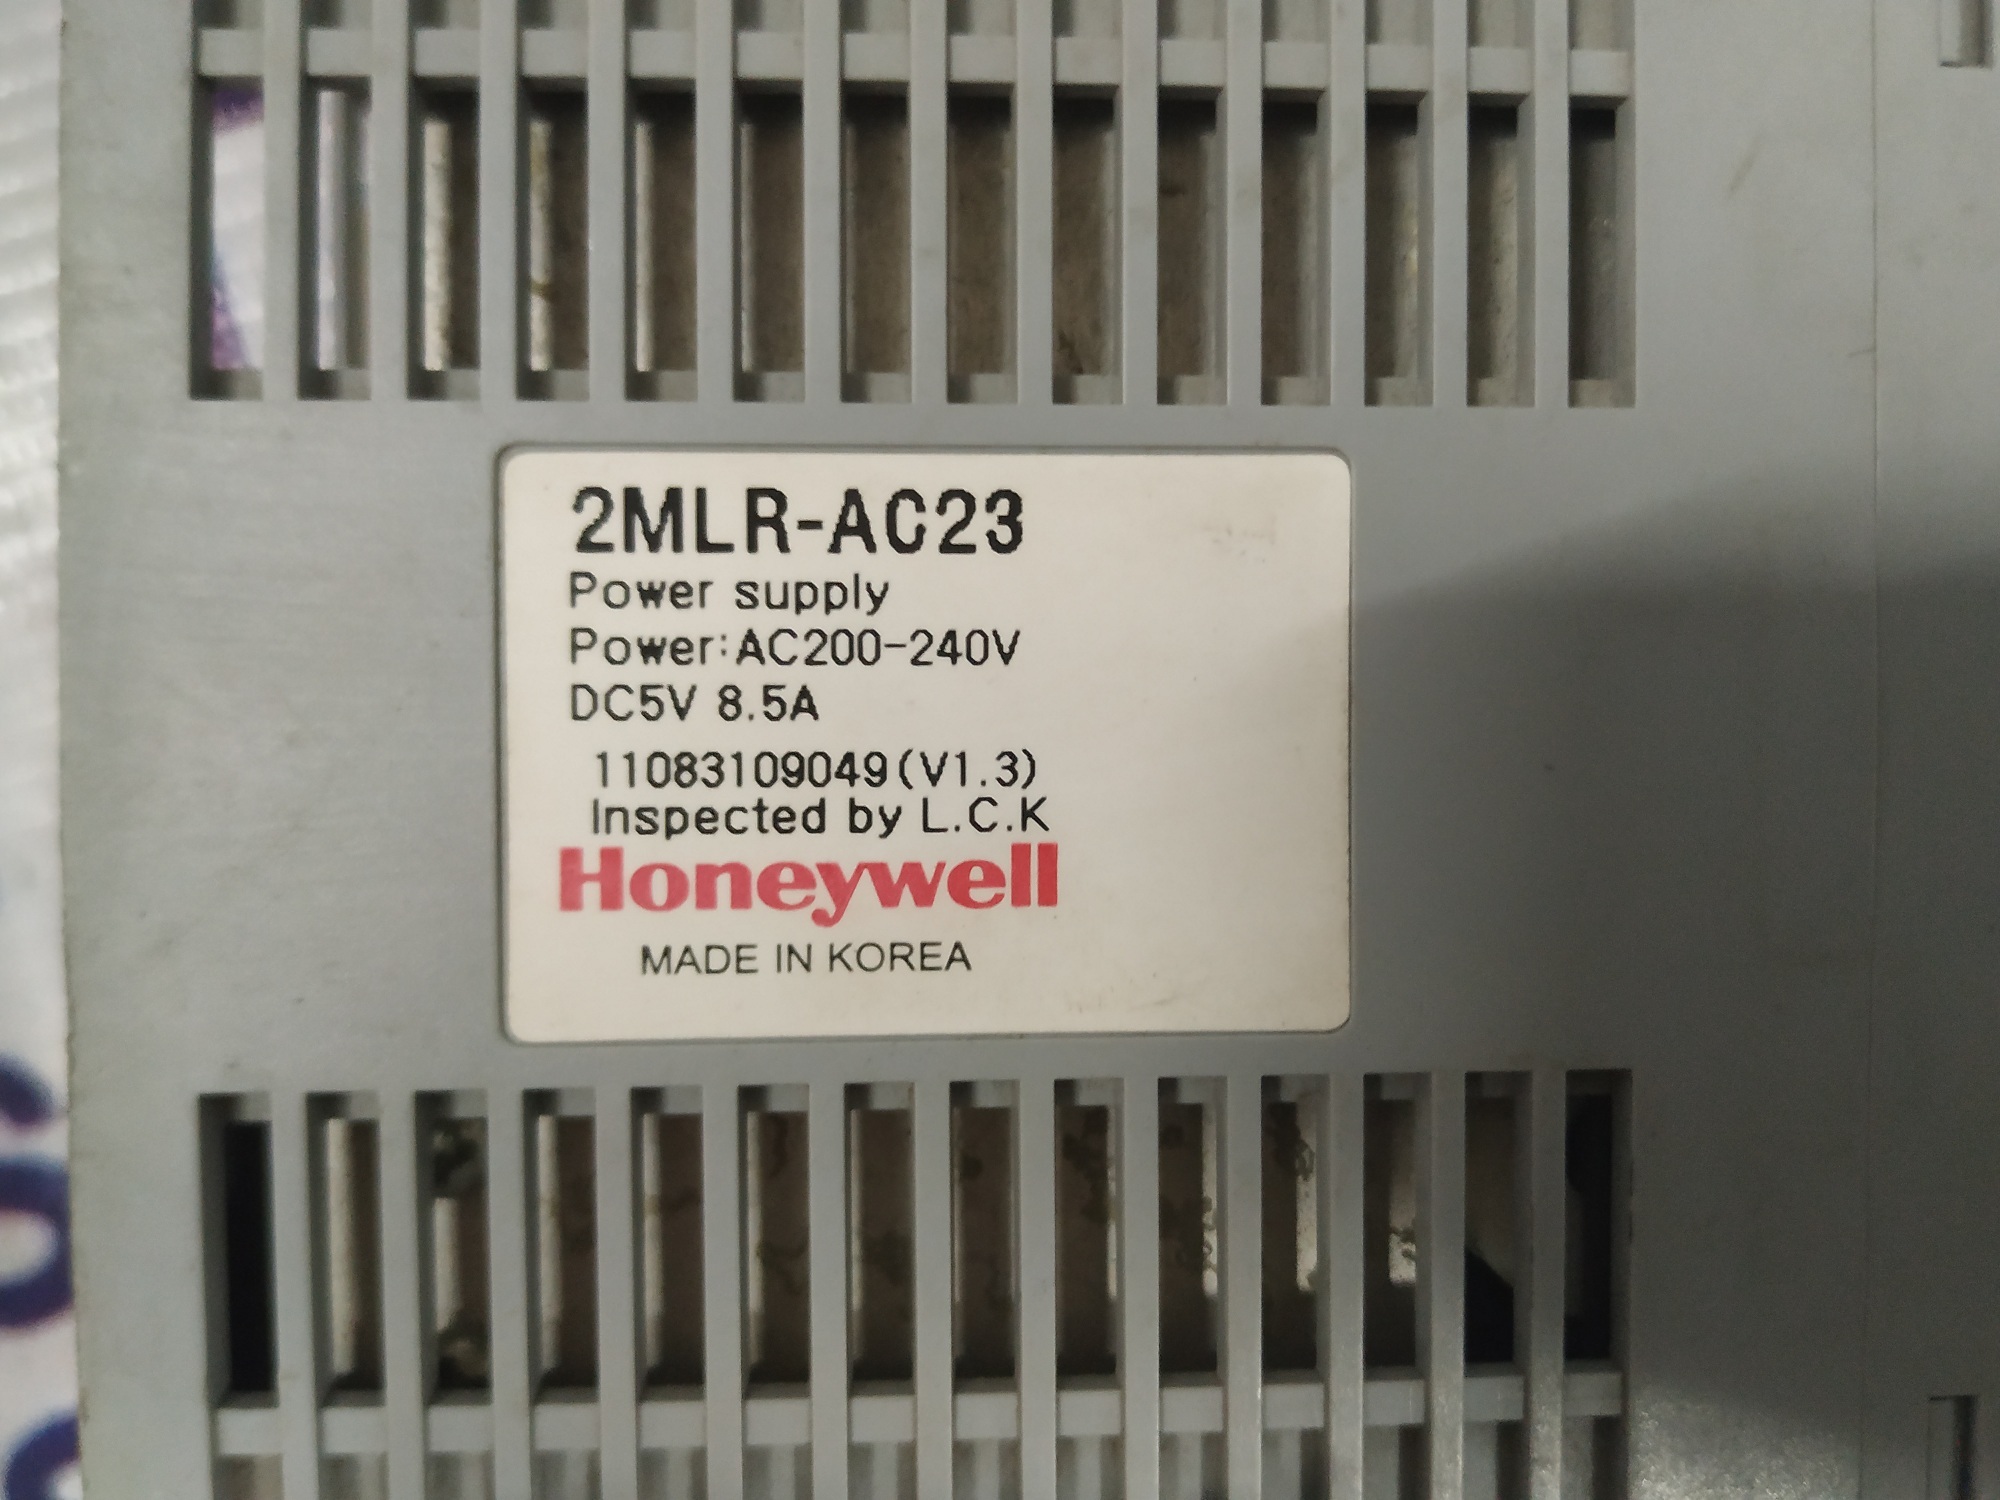 2MLR-AC23
Power supply
Power:AC200-240V
DC5V 8.5A
11083109049(V1.3)
Inspected by L.C.K
Honeywell
MADE IN KOREA